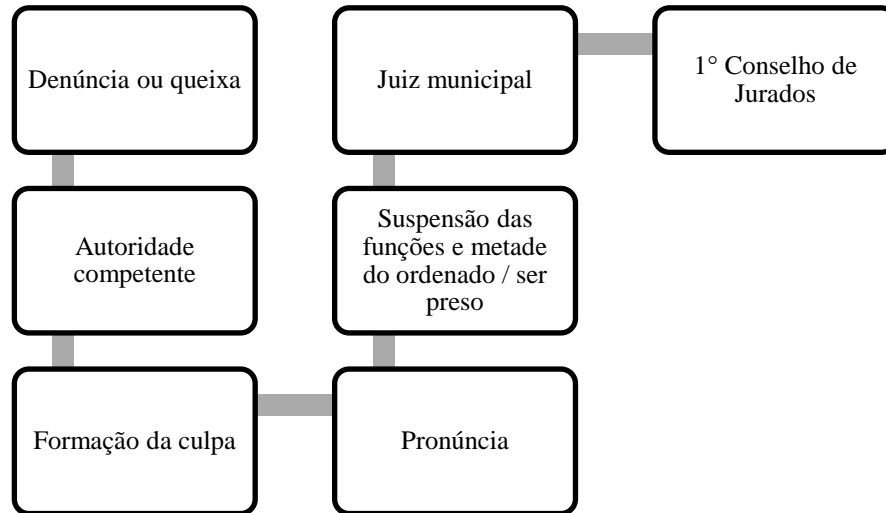 Denúncia ou queixa
Autoridade
competente
Formação da culpa
Pronúncia
Suspensão das
funções e metade
do ordenado / ser
preso
Juiz municipal
1° Conselho de
Jurados